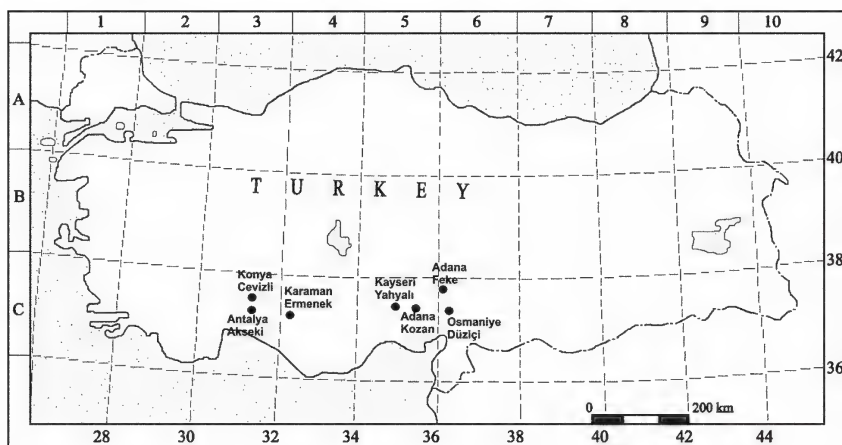 1 2 3 4 5 6 7 8 9 10
42
A
40
B
T U R K E Y
38
Adana
Feke
Konya
Cevizli
Karaman
Ermenek
Kayseri
Yahyalı
C
Antalya
Akseki
Adana
Kozan
Osmaniye
Düziçi
36
0 200 km
28 30 32 34 36 38 40 42 44